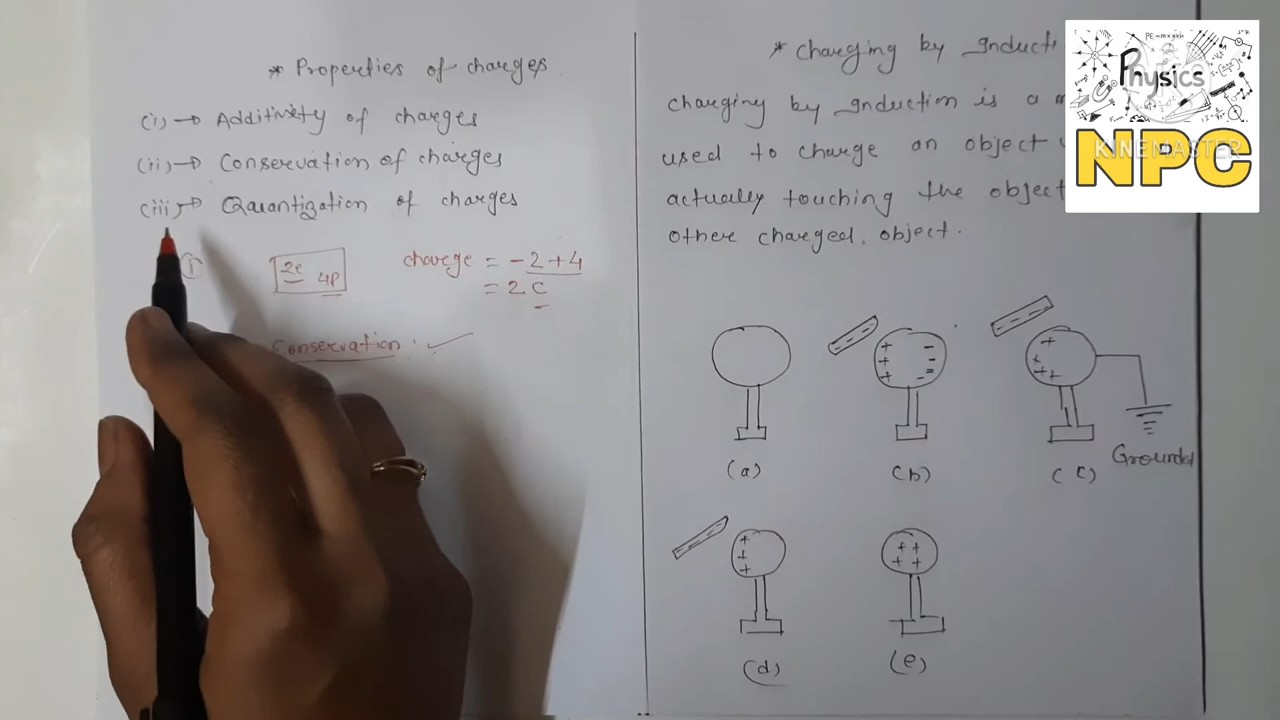 * Properties of charges
(i) → Additivity of charges
(ii) → Conservation of charges
(iii) → Quantization of charges
(i)
2e 4p
charge = -2+4
= 2 C
Conservation.
* charging by Induct
charging by Induction is a m
used to charge an object
actually touching the object
other charged object.
(a)
(b)
(c)
Grounded
(d)
(e)
Physics
NPC
KINEMASTER